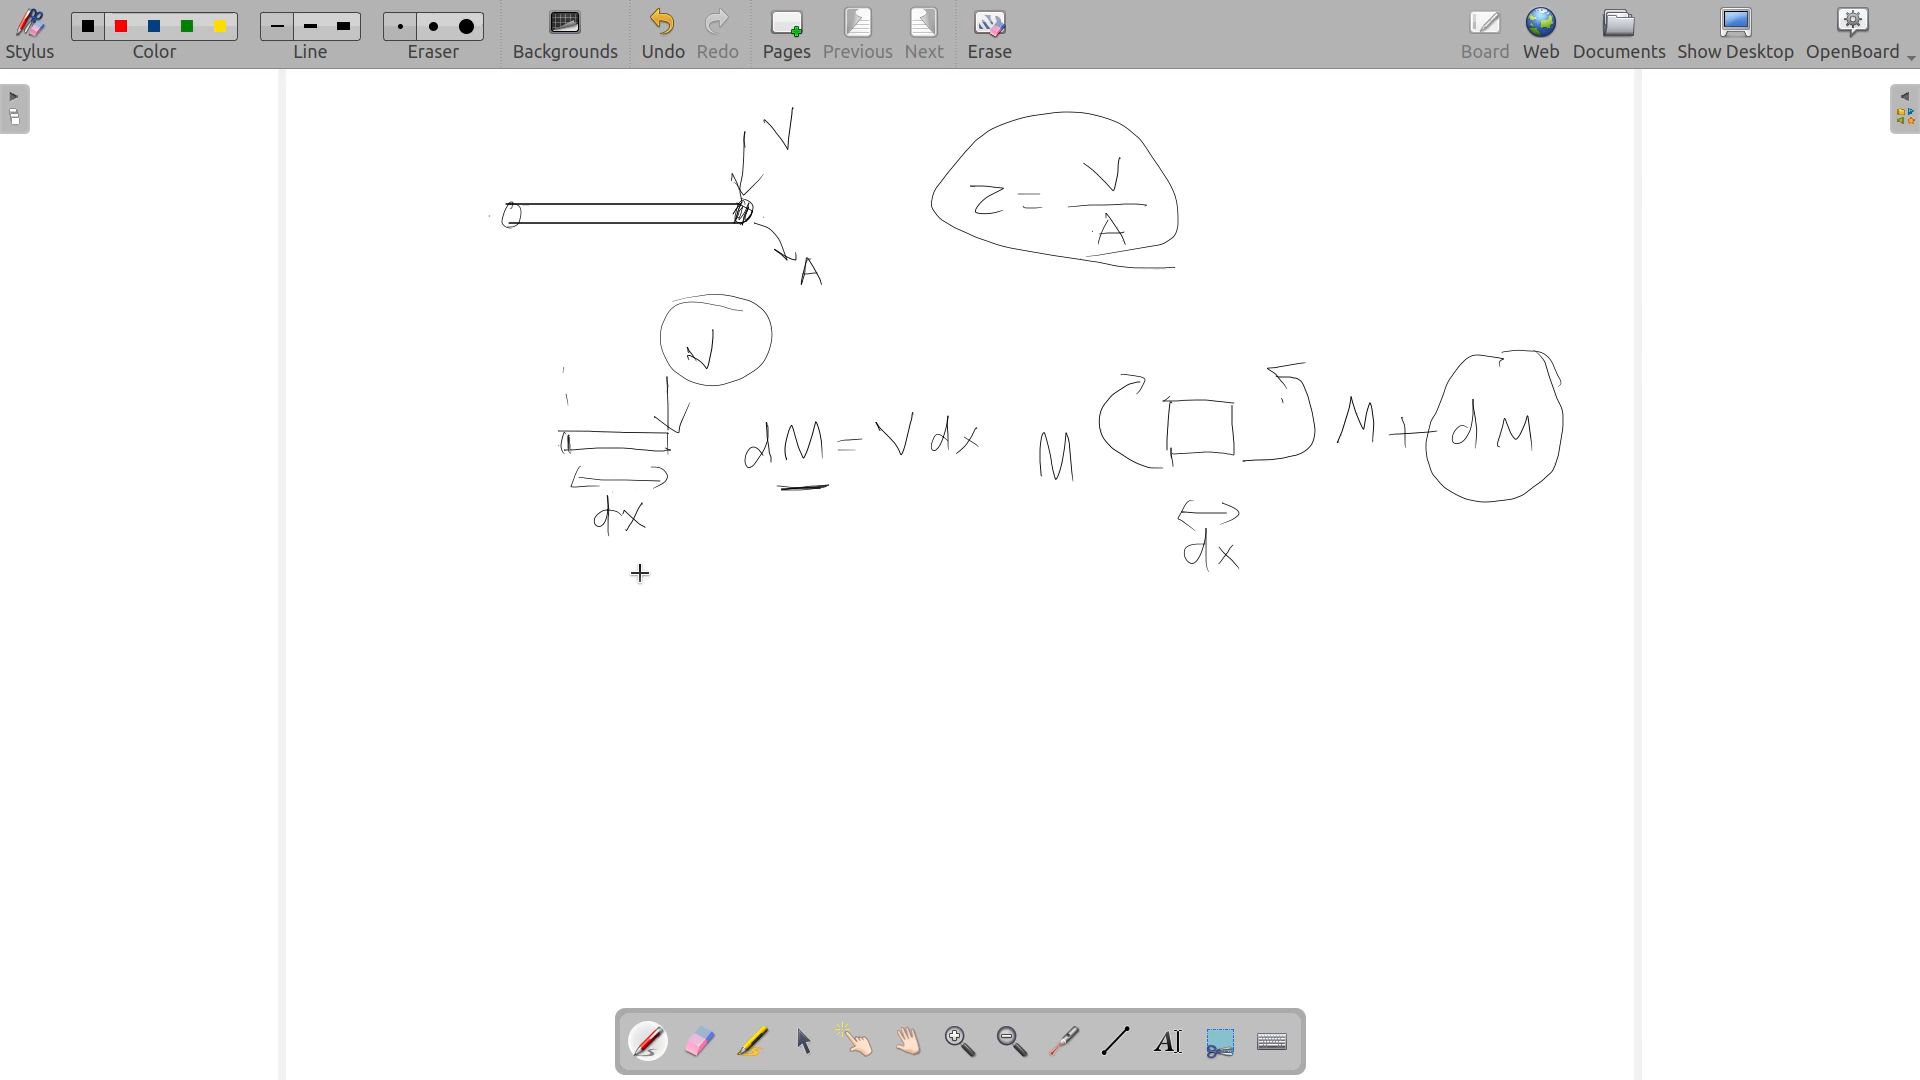 Stylus Color Line Eraser Backgrounds Undo Redo Pages Previous Next Erase Board Web Documents Show Desktop OpenBoard
V
A
τ = V / A
V
dx
dM = V dx
M
M + dM
dx
AI